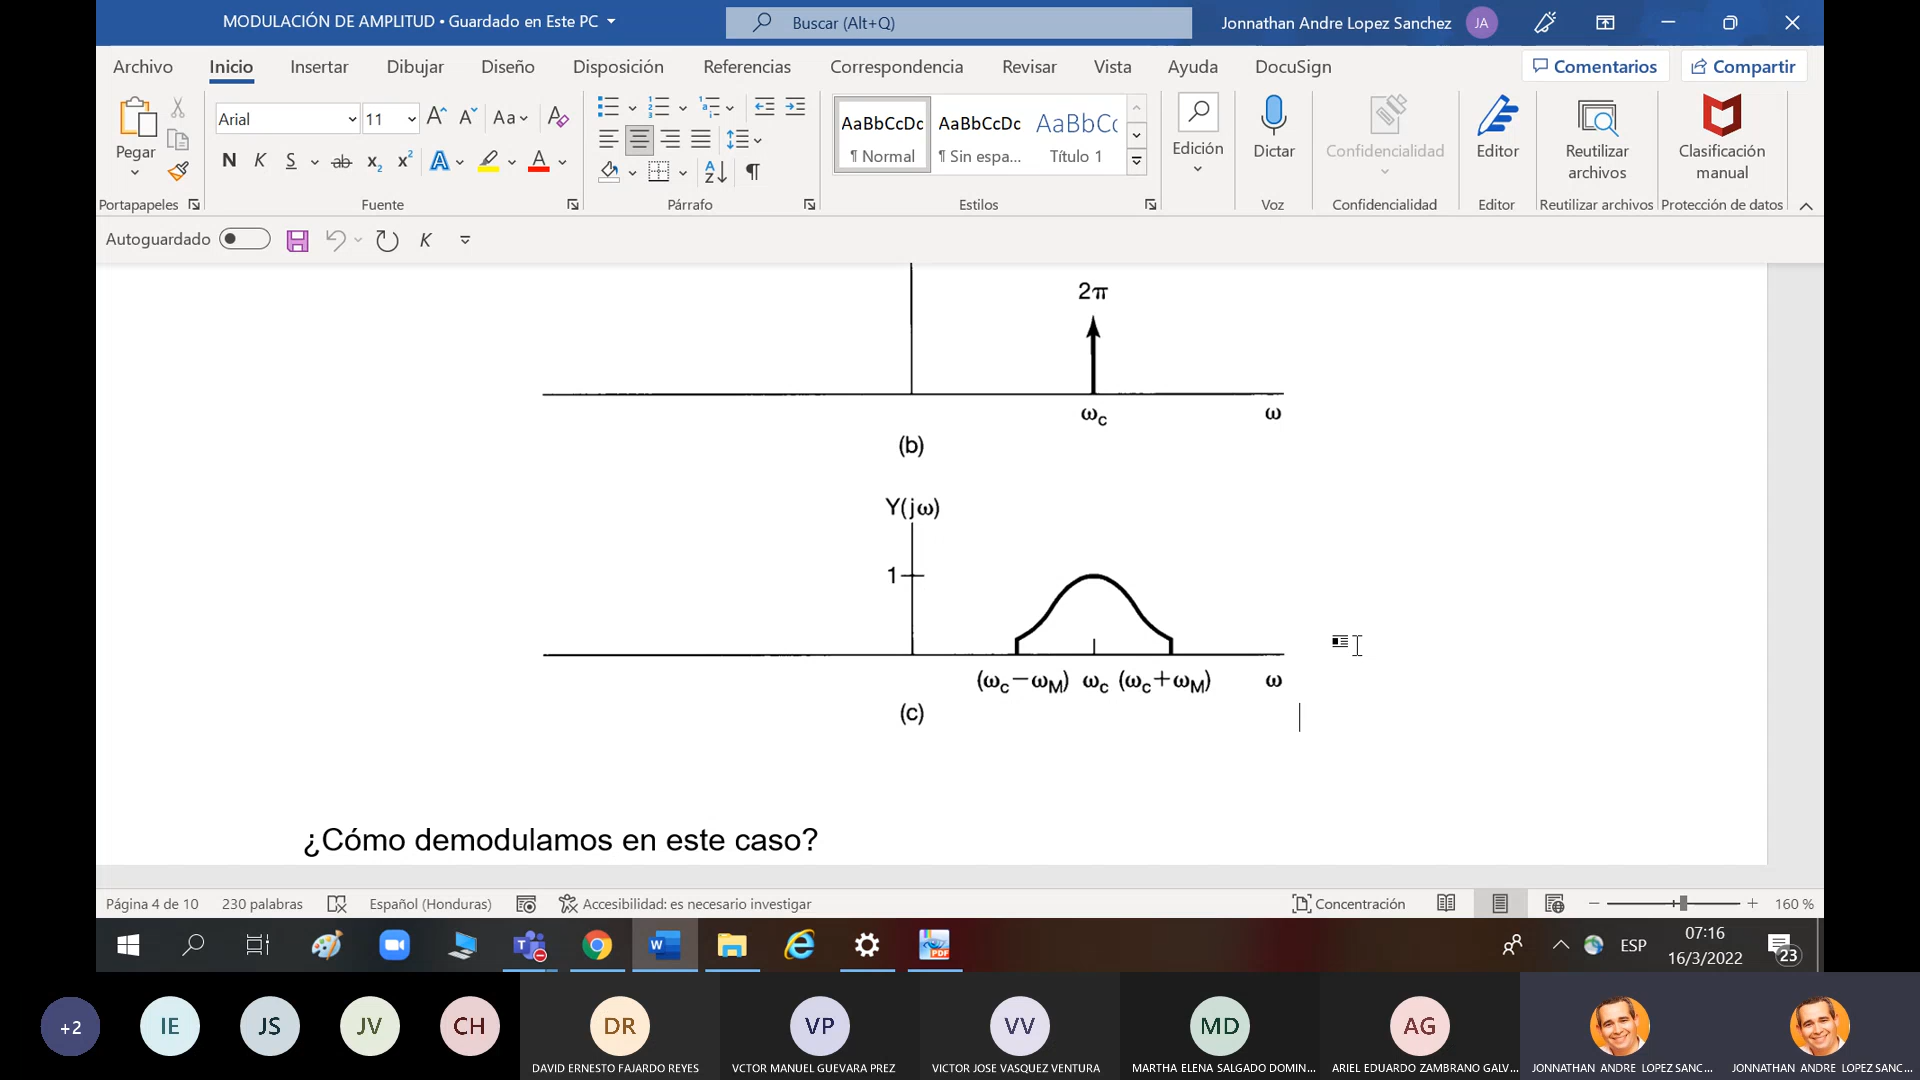 MODULACIÓN DE AMPLITUD • Guardado en Este PC
Buscar (Alt+Q)
Jonnathan Andre Lopez Sanchez
JA
Archivo Inicio Insertar Dibujar Diseño Disposición Referencias Correspondencia Revisar Vista Ayuda DocuSign
Comentarios
Compartir
Pegar
Arial
11
Aa
N K S ab x₂ x² A A
AaBbCcDc
¶ Normal
AaBbCcDc
¶ Sin espa...
AaBbCc
Título 1
Edición
Dictar
Confidencialidad
Editor
Reutilizar
archivos
Clasificación
manual
Portapapeles
Fuente
Párrafo
Estilos
Voz
Confidencialidad
Editor
Reutilizar archivos
Protección de datos
Autoguardado
K
2π
ωc
ω
(b)
Y(jω)
1
(ωc−ωM) ωc (ωc+ωM) ω
(c)
¿Cómo demodulamos en este caso?
Página 4 de 10
230 palabras
Español (Honduras)
Accesibilidad: es necesario investigar
Concentración
160 %
PDF
ESP
07:16
16/3/2022
23
+2
IE
JS
JV
CH
DR
VP
VV
MD
AG
DAVID ERNESTO FAJARDO REYES
VCTOR MANUEL GUEVARA PREZ
VICTOR JOSE VASQUEZ VENTURA
MARTHA ELENA SALGADO DOMIN...
ARIEL EDUARDO ZAMBRANO GALV...
JONNATHAN ANDRE LOPEZ SANC...
JONNATHAN ANDRE LOPEZ SANC...